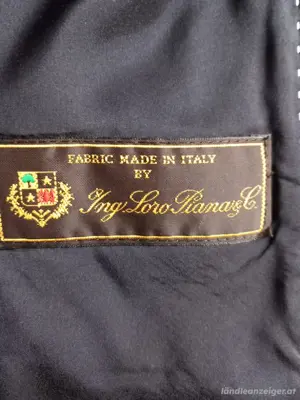 FABRIC MADE IN ITALY
BY
Ing. Loro Piana & C.
ländleanzeiger.at